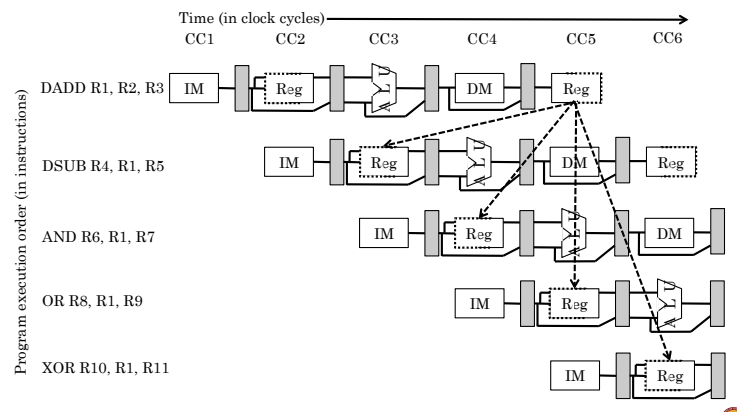 Time (in clock cycles)
CC1 CC2 CC3 CC4 CC5 CC6
Program execution order (in instructions)
DADD R1, R2, R3 IM Reg ALU DM Reg
DSUB R4, R1, R5 IM Reg ALU DM Reg
AND R6, R1, R7 IM Reg ALU DM
OR R8, R1, R9 IM Reg ALU
XOR R10, R1, R11 IM Reg